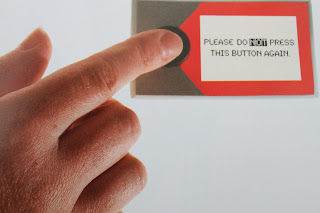 PLEASE DO NOT PRESS
THIS BUTTON AGAIN.